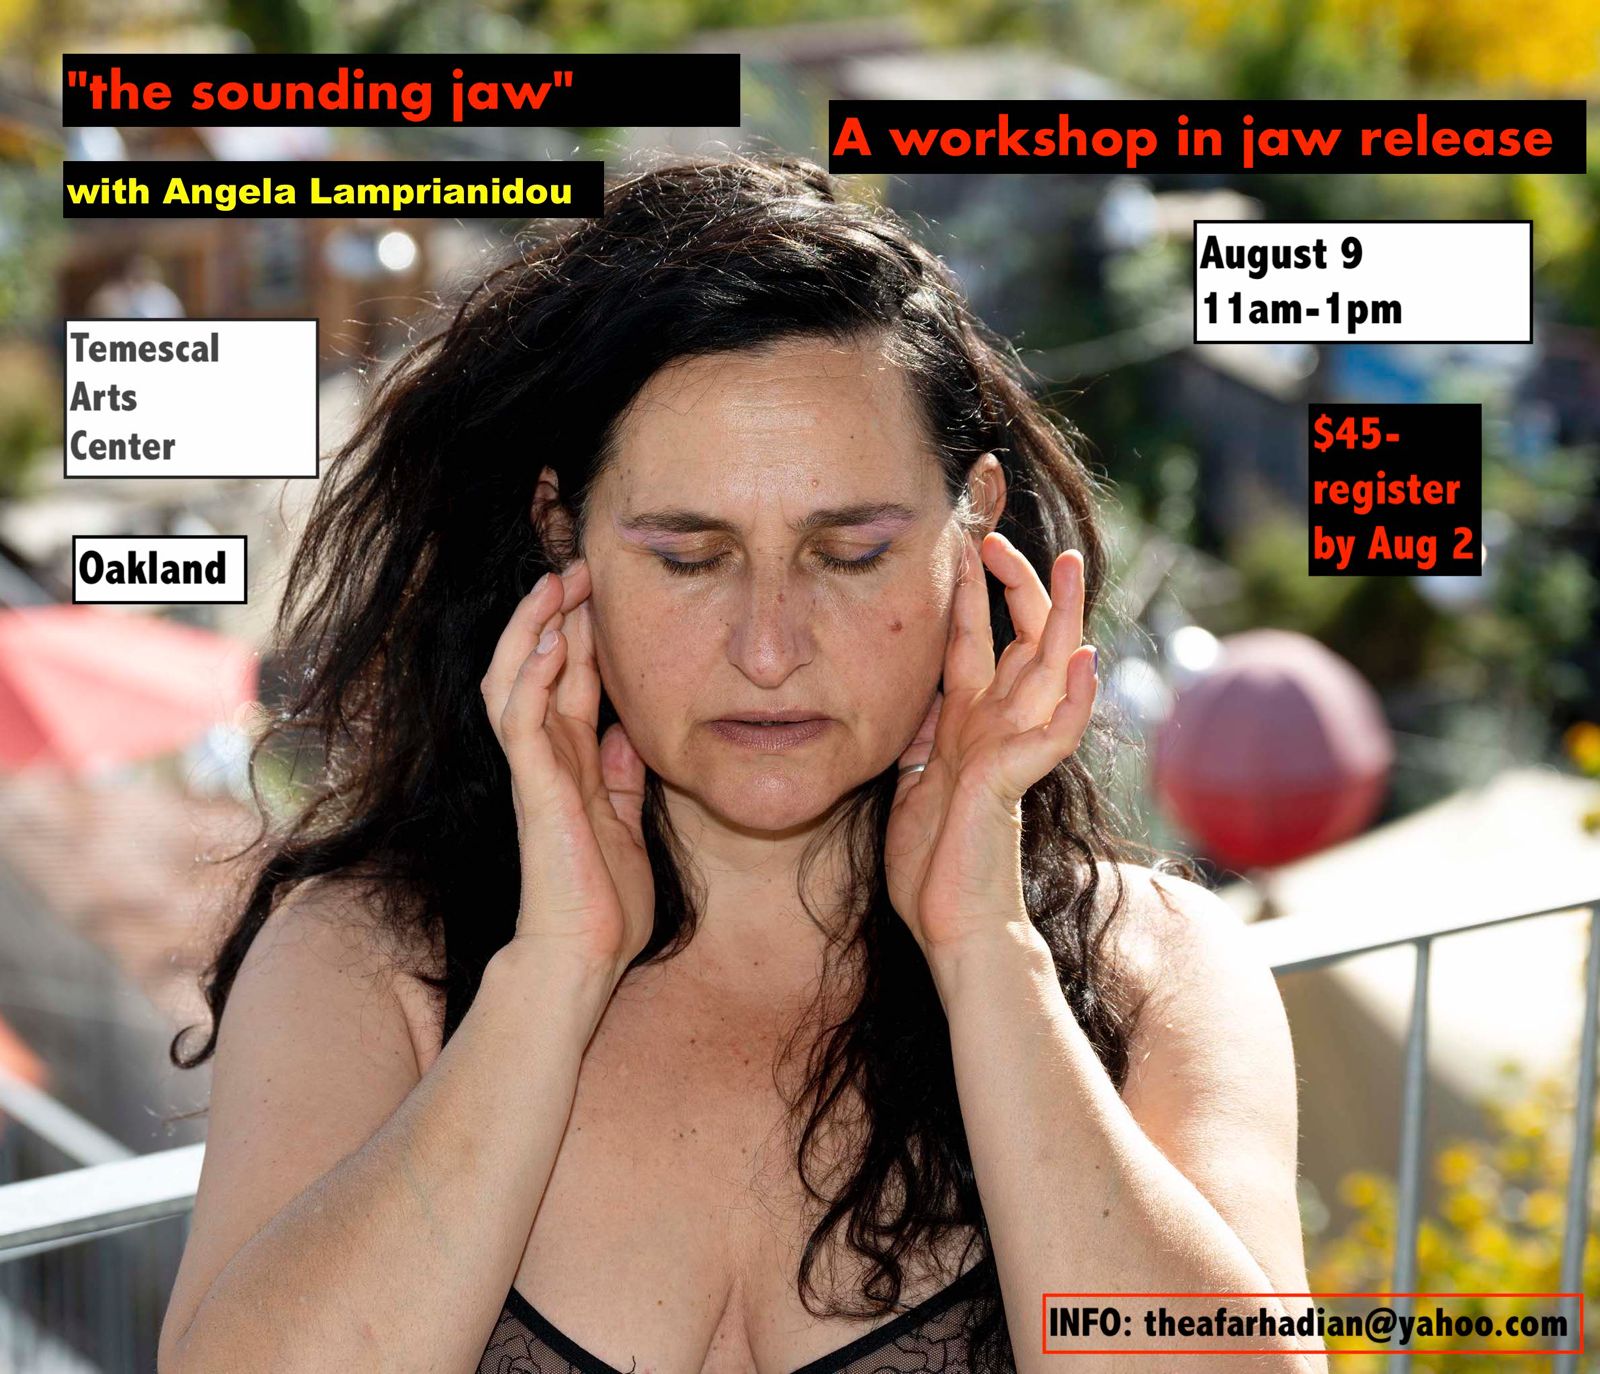 "the sounding jaw"
A workshop in jaw release
with Angela Lamprianidou
August 9
11am-1pm
Temescal
Arts
Center
$45-
register
by Aug 2
Oakland
INFO: theafarhadian@yahoo.com